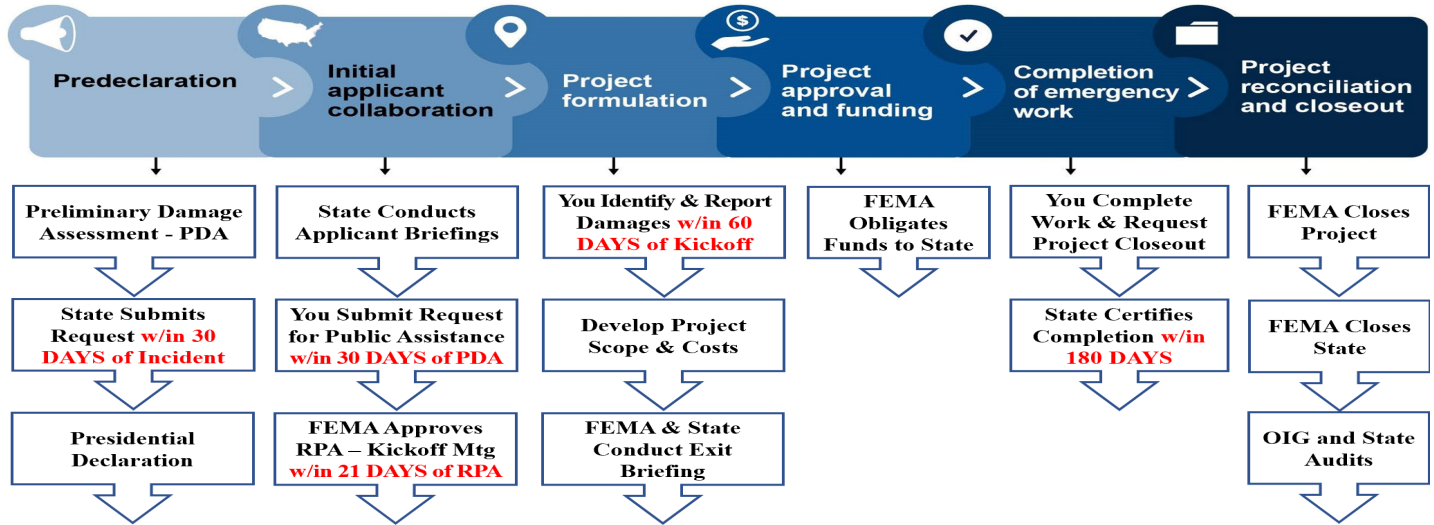 Predeclaration
Initial
applicant
collaboration
Project
formulation
$
Project
approval
and funding
Completion
of emergency
work
Project
reconciliation
and closeout
Preliminary Damage
Assessment - PDA
State Submits
Request w/in 30
DAYS of Incident
Presidential
Declaration
State Conducts
Applicant Briefings
You Submit Request
for Public Assistance
w/in 30 DAYS of PDA
FEMA Approves
RPA – Kickoff Mtg
w/in 21 DAYS of RPA
You Identify & Report
Damages w/in 60
DAYS of Kickoff
Develop Project
Scope & Costs
FEMA & State
Conduct Exit
Briefing
FEMA
Obligates
Funds to State
You Complete
Work & Request
Project Closeout
State Certifies
Completion w/in
180 DAYS
FEMA Closes
Project
FEMA Closes
State
OIG and State
Audits